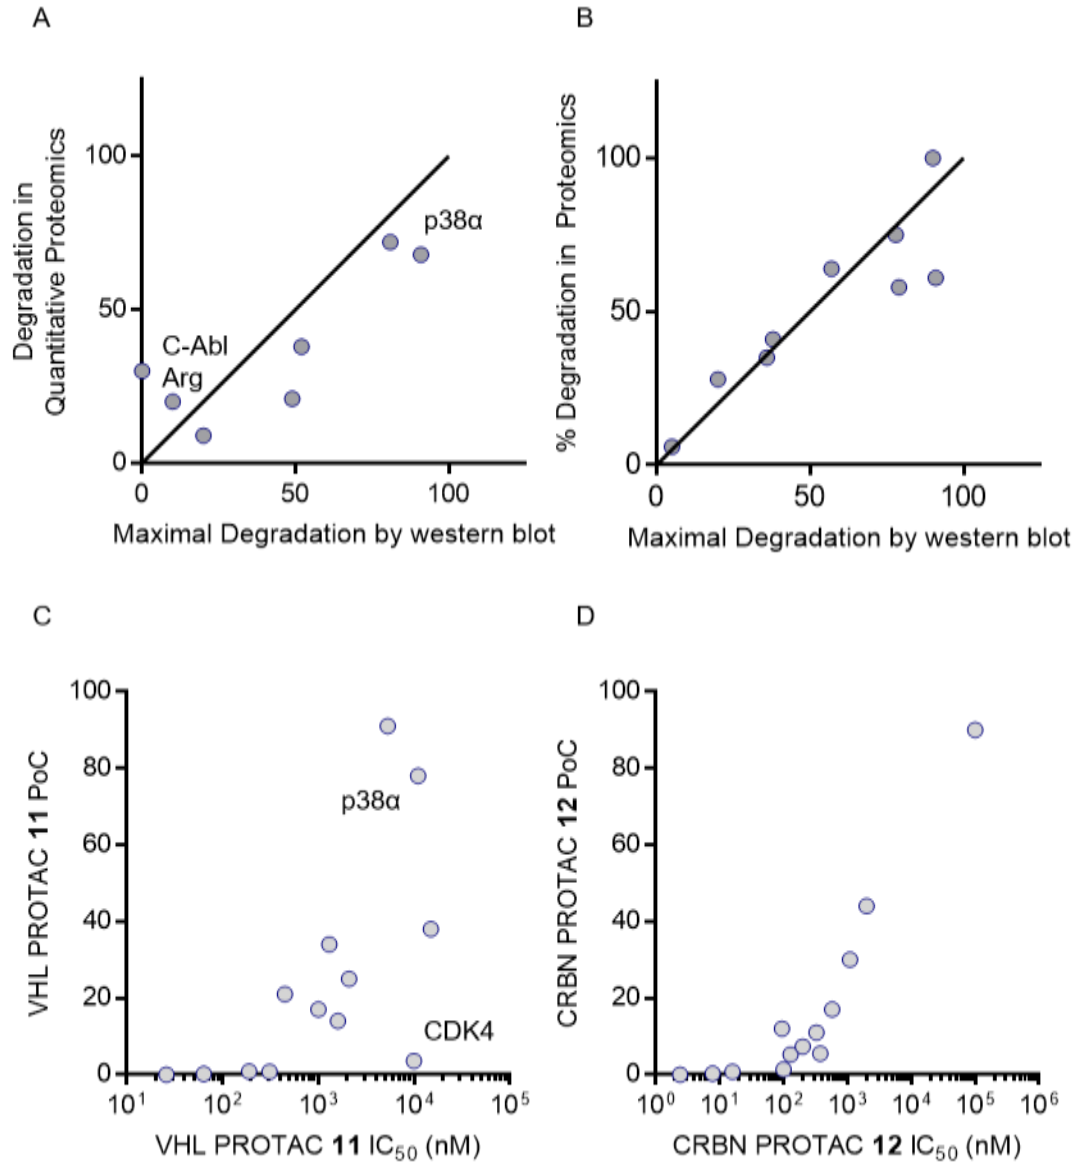 A
Degradation in
Quantitative Proteomics
100
50
0
p38α
C-Abl
Arg
0 50 100
Maximal Degradation by western blot
B
% Degradation in Proteomics
100
50
0
0 50 100
Maximal Degradation by western blot
C
VHL PROTAC 11 PoC
100
80
60
40
20
0
p38α
CDK4
10¹ 10² 10³ 10⁴ 10⁵
VHL PROTAC 11 IC₅₀ (nM)
D
CRBN PROTAC 12 PoC
100
80
60
40
20
0
10⁰ 10¹ 10² 10³ 10⁴ 10⁵ 10⁶
CRBN PROTAC 12 IC₅₀ (nM)